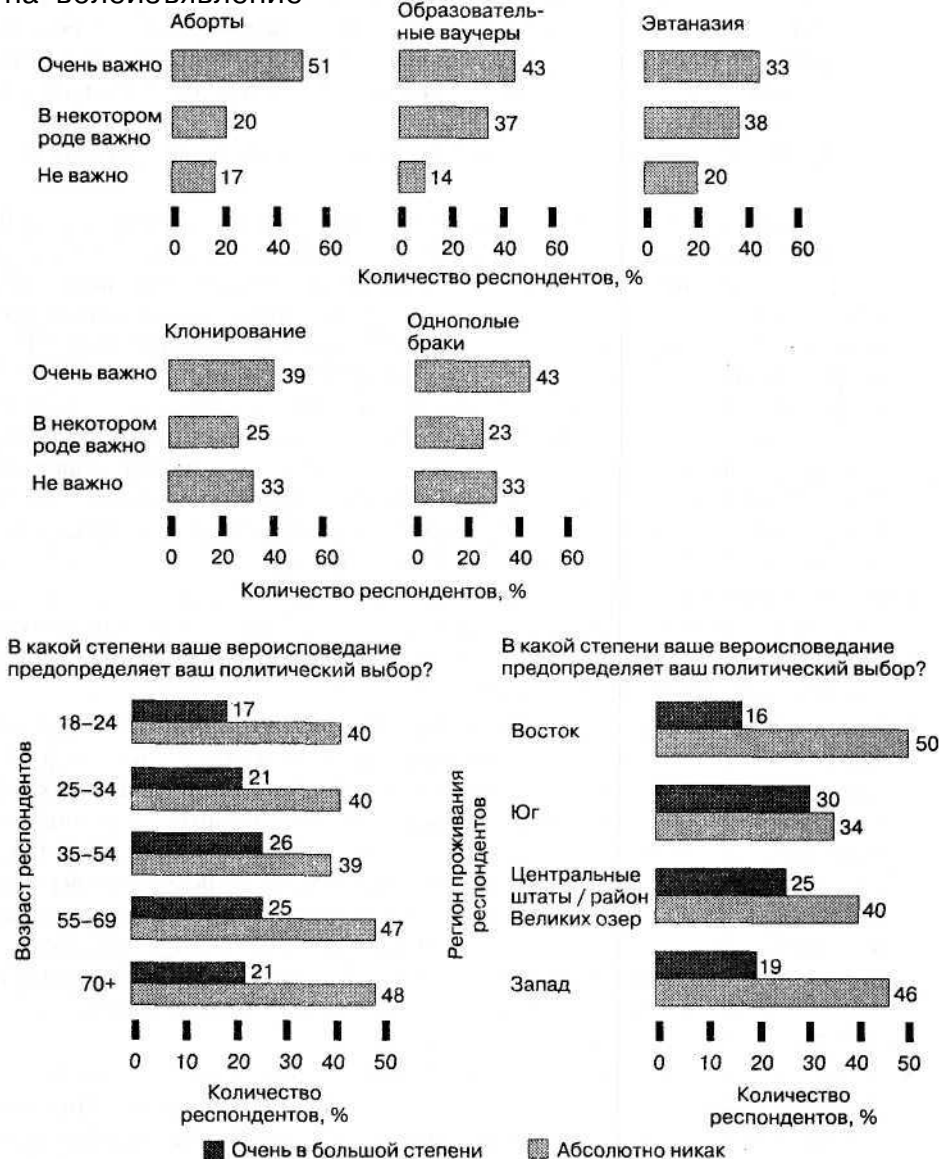 на волеизъявление
Аборты
Образователь-
ные ваучеры
Эвтаназия
Очень важно 51 43 33
В некотором
роде важно 20 37 38
Не важно 17 14 20
0 20 40 60 0 20 40 60 0 20 40 60
Количество респондентов, %
Клонирование
Однополые
браки
Очень важно 39 43
В некотором
роде важно 25 23
Не важно 33 33
0 20 40 60 0 20 40 60
Количество респондентов, %
В какой степени ваше вероисповедание
предопределяет ваш политический выбор?
Возраст респондентов
18–24 17
40
25–34 21
40
35–54 26
39
55–69 25
47
70+ 21
48
0 10 20 30 40 50
Количество
респондентов, %
В какой степени ваше вероисповедание
предопределяет ваш политический выбор?
Регион проживания
респондентов
Восток 16
50
Юг 30
34
Центральные
штаты / район
Великих озер 25
40
Запад 19
46
0 10 20 30 40 50
Количество
респондентов, %
Очень в большой степени Абсолютно никак